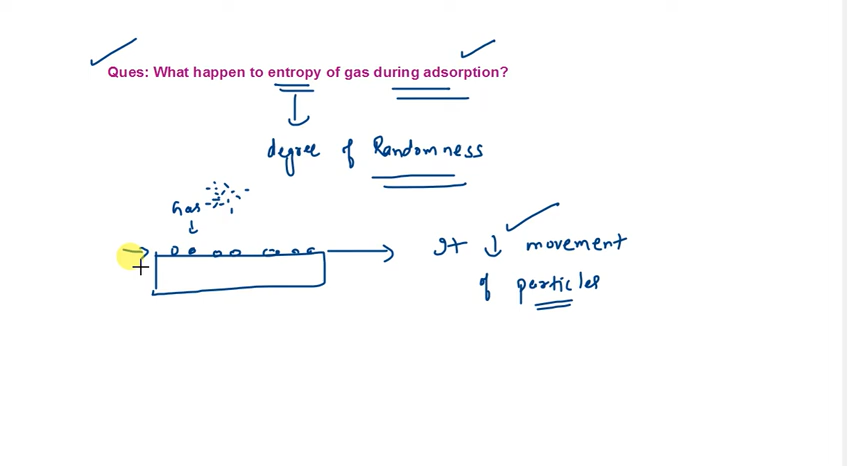 Ques: What happen to entropy of gas during adsorption?
degree of Randomness
Gas
It ↓ movement
of particles